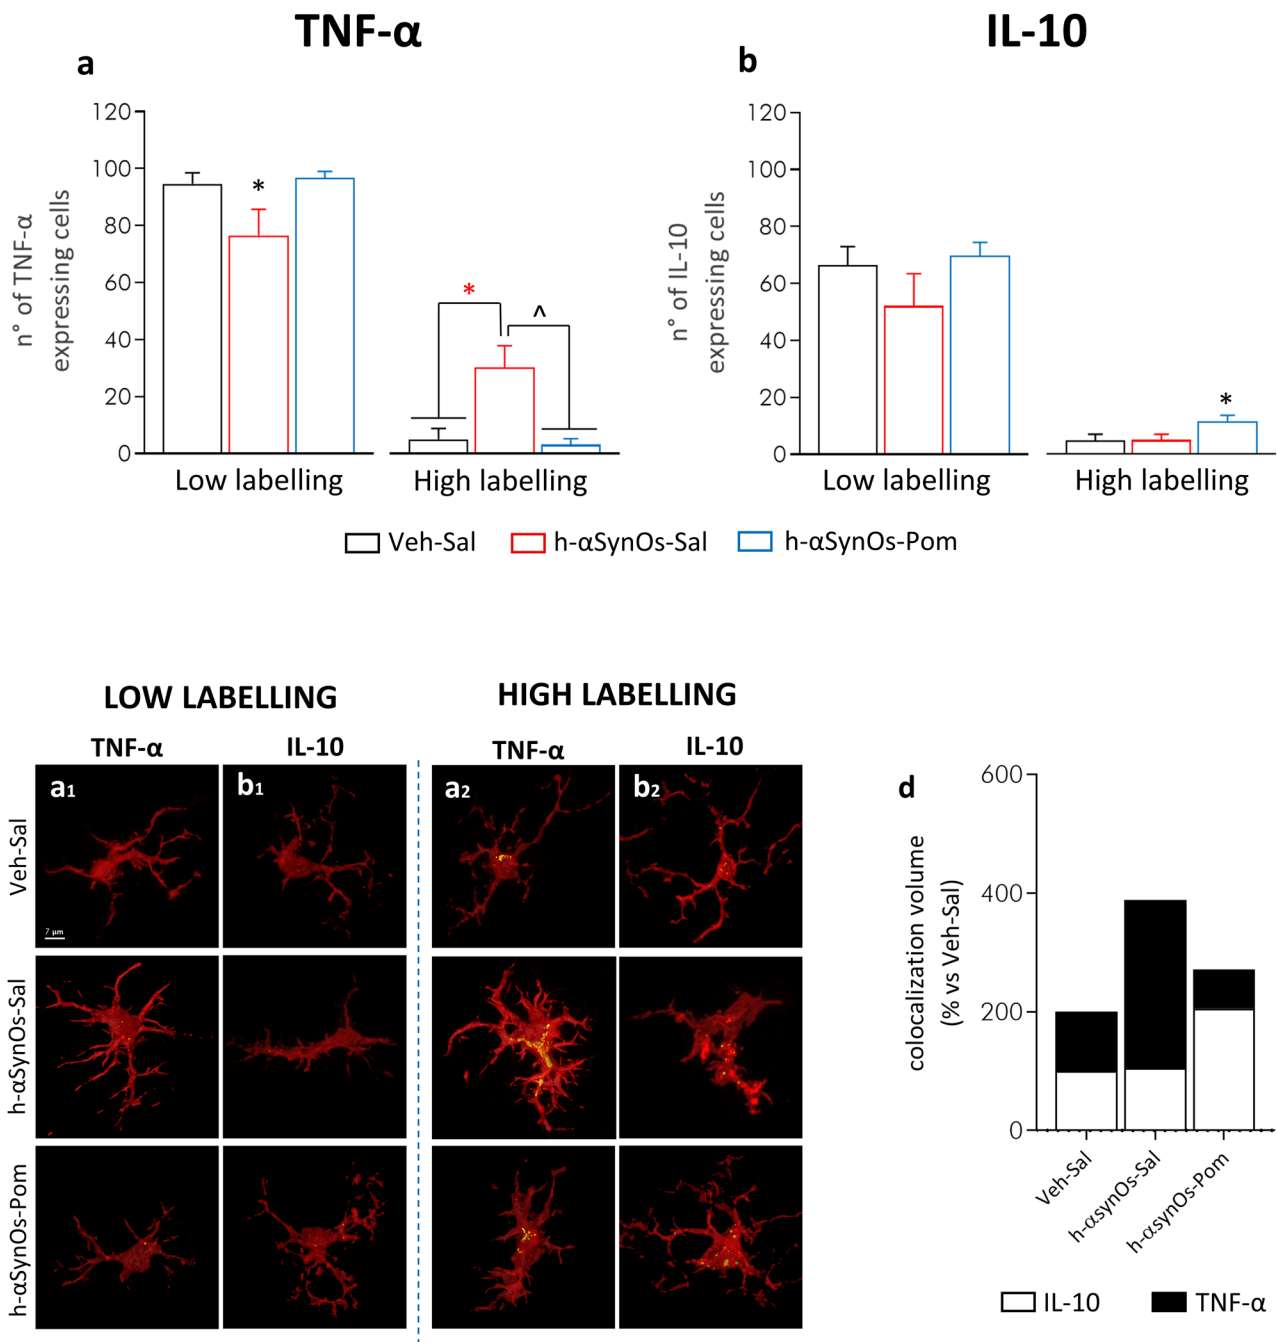 TNF-α
IL-10
a
b
120
100
80
60
40
20
0
n° of TNF-α
expressing cells
*
*
^
Low labelling
High labelling
120
100
80
60
40
20
0
n° of IL-10
expressing cells
*
Low labelling
High labelling
Veh-Sal
h-αSynOs-Sal
h-αSynOs-Pom
LOW LABELLING
HIGH LABELLING
TNF-α
IL-10
TNF-α
IL-10
a1
b1
a2
b2
Veh-Sal
7 µm
h-αSynOs-Sal
h-αSynOs-Pom
d
600
400
200
0
colocalization volume
(% vs Veh-Sal)
Veh-Sal
h-αsynOs-Sal
h-αsynOs-Pom
IL-10
TNF-α